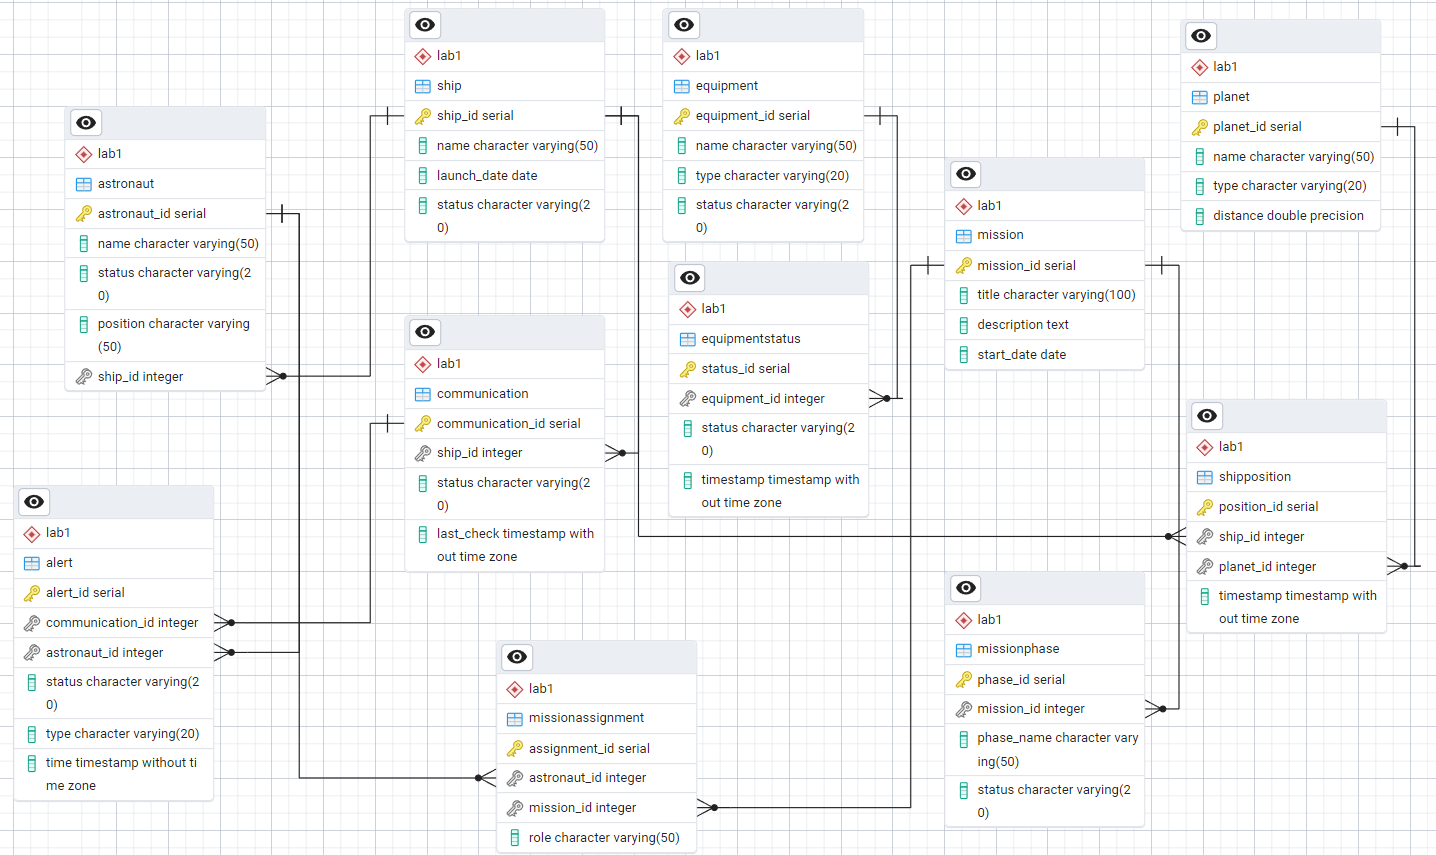 lab1
astronaut
astronaut_id serial
name character varying(50)
status character varying(2
0)
position character varying
(50)
ship_id integer
lab1
ship
ship_id serial
name character varying(50)
launch_date date
status character varying(2
0)
lab1
equipment
equipment_id serial
name character varying(50)
type character varying(20)
status character varying(2
0)
lab1
planet
planet_id serial
name character varying(50)
type character varying(20)
distance double precision
lab1
mission
mission_id serial
title character varying(100)
description text
start_date date
lab1
equipmentstatus
status_id serial
equipment_id integer
status character varying(2
0)
timestamp timestamp with
out time zone
lab1
communication
communication_id serial
ship_id integer
status character varying(2
0)
last_check timestamp with
out time zone
lab1
shipposition
position_id serial
ship_id integer
planet_id integer
timestamp timestamp with
out time zone
lab1
alert
alert_id serial
communication_id integer
astronaut_id integer
status character varying(2
0)
type character varying(20)
time timestamp without ti
me zone
lab1
missionassignment
assignment_id serial
astronaut_id integer
mission_id integer
role character varying(50)
lab1
missionphase
phase_id serial
mission_id integer
phase_name character vary
ing(50)
status character varying(2
0)